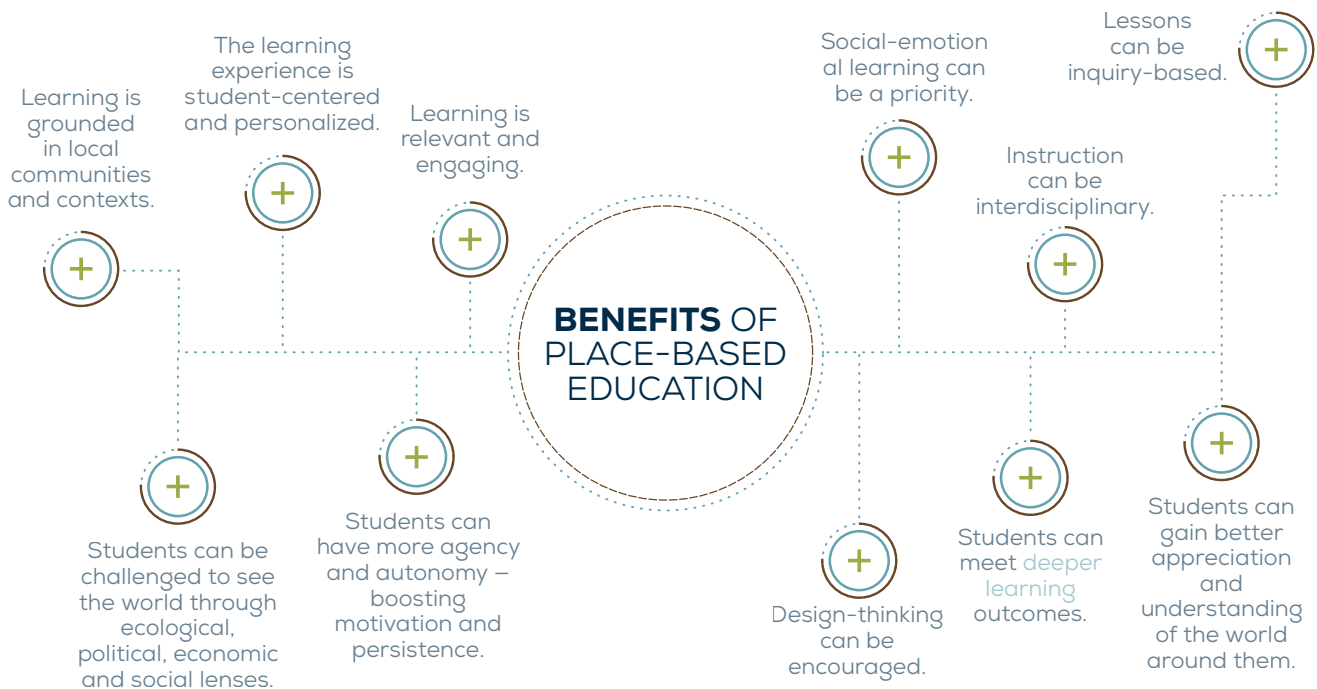 Learning is
grounded
in local
communities
and contexts.
The learning
experience is
student-centered
and personalized.
Learning is
relevant and
engaging.
Social-emotion
al learning can
be a priority.
Instruction
can be
interdisciplinary.
Lessons
can be
inquiry-based.
BENEFITS OF
PLACE-BASED
EDUCATION
Students can be
challenged to see
the world through
ecological,
political, economic
and social lenses.
Students can
have more agency
and autonomy –
boosting
motivation and
persistence.
Design-thinking
can be
encouraged.
Students can
meet deeper
learning
outcomes.
Students can
gain better
appreciation
and
understanding
of the world
around them.